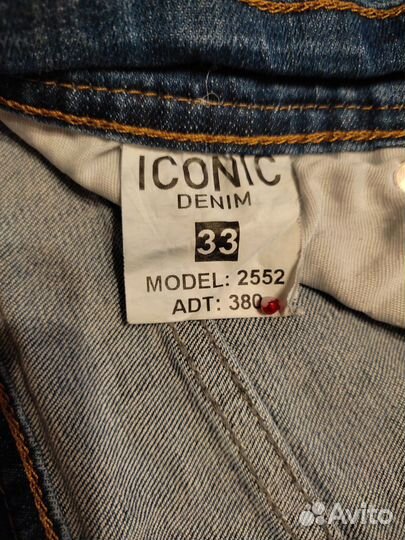 ICONIC
DENIM
33
MODEL: 2552
ADT: 380
Avito